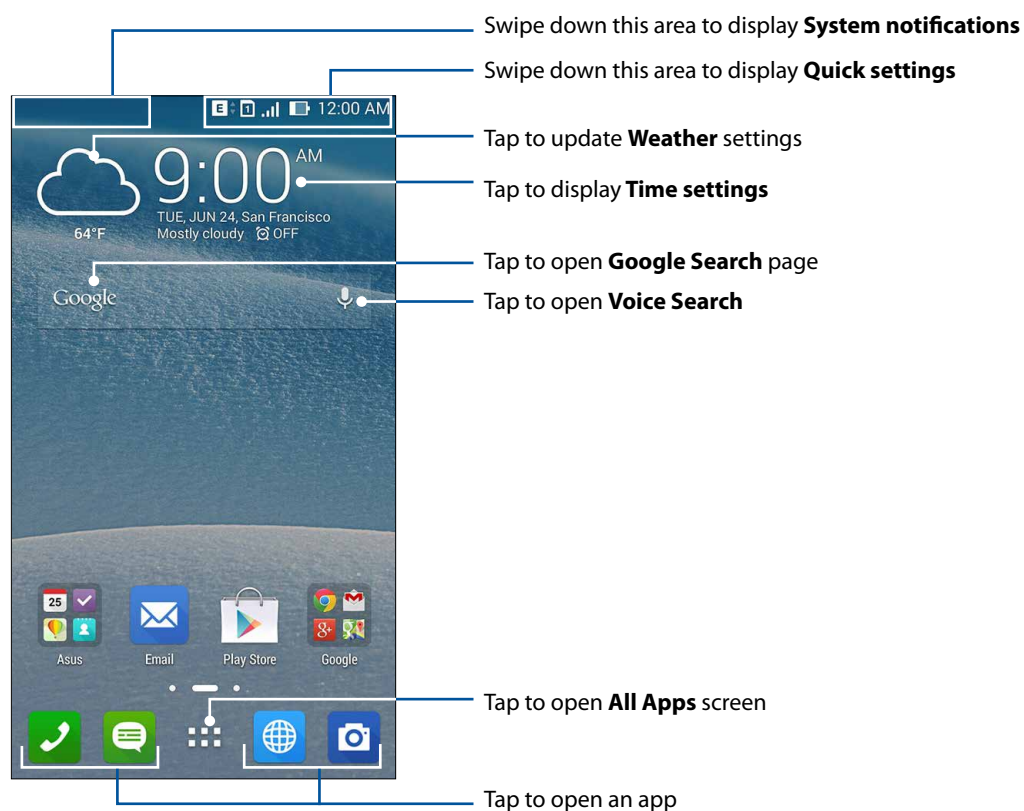 Swipe down this area to display System notifications
Swipe down this area to display Quick settings
E 1 12:00 AM
Tap to update Weather settings
9:00 AM
Tap to display Time settings
TUE, JUN 24, San Francisco
64°F
Mostly cloudy OFF
Tap to open Google Search page
Google
Tap to open Voice Search
25
8+
Asus
Email
Play Store
Google
Tap to open All Apps screen
Tap to open an app